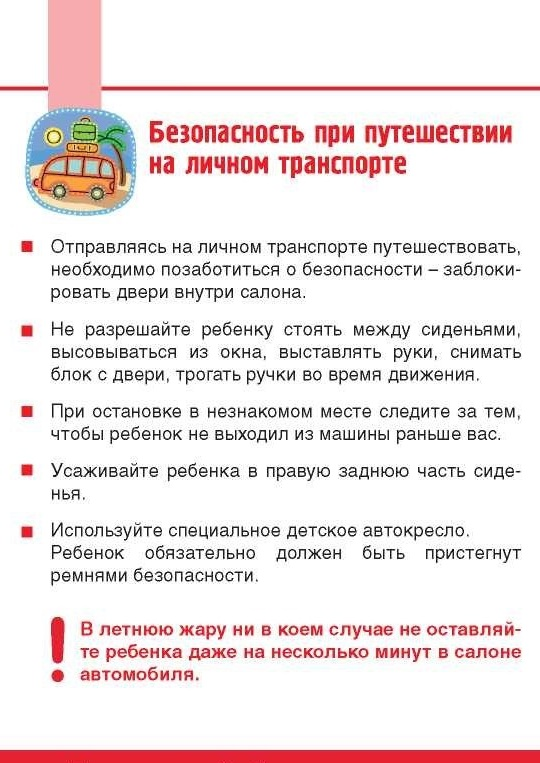 Безопасность при путешествии
на личном транспорте
Отправляясь на личном транспорте путешествовать,
необходимо позаботиться о безопасности – заблоки-
ровать двери внутри салона.
Не разрешайте ребенку стоять между сиденьями,
высовываться из окна, выставлять руки, снимать
блок с двери, трогать ручки во время движения.
При остановке в незнакомом месте следите за тем,
чтобы ребенок не выходил из машины раньше вас.
Усаживайте ребенка в правую заднюю часть сиде-
нья.
Используйте специальное детское автокресло.
Ребенок обязательно должен быть пристегнут
ремнями безопасности.
В летнюю жару ни в коем случае не оставляй-
те ребенка даже на несколько минут в салоне
автомобиля.